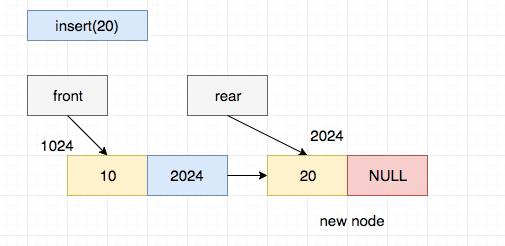 insert(20)
front
rear
1024
2024
10
2024
20
NULL
new node